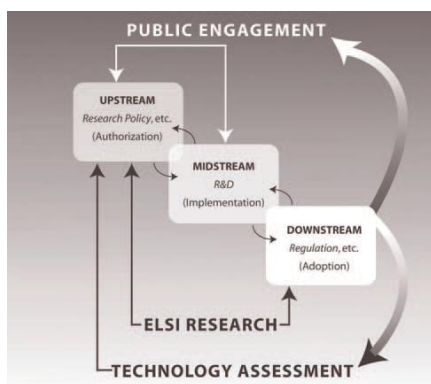 PUBLIC ENGAGEMENT
UPSTREAM
Research Policy, etc.
(Authorization)
MIDSTREAM
R&D
(Implementation)
DOWNSTREAM
Regulation, etc.
(Adoption)
ELSI RESEARCH
TECHNOLOGY ASSESSMENT